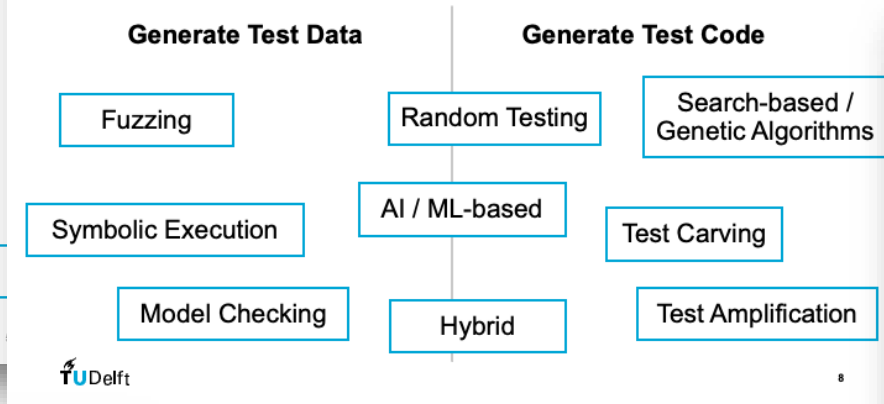 Generate Test Data
Generate Test Code
Fuzzing
Random Testing
Search-based /
Genetic Algorithms
AI / ML-based
Symbolic Execution
Test Carving
Model Checking
Hybrid
Test Amplification
TUDelft
8